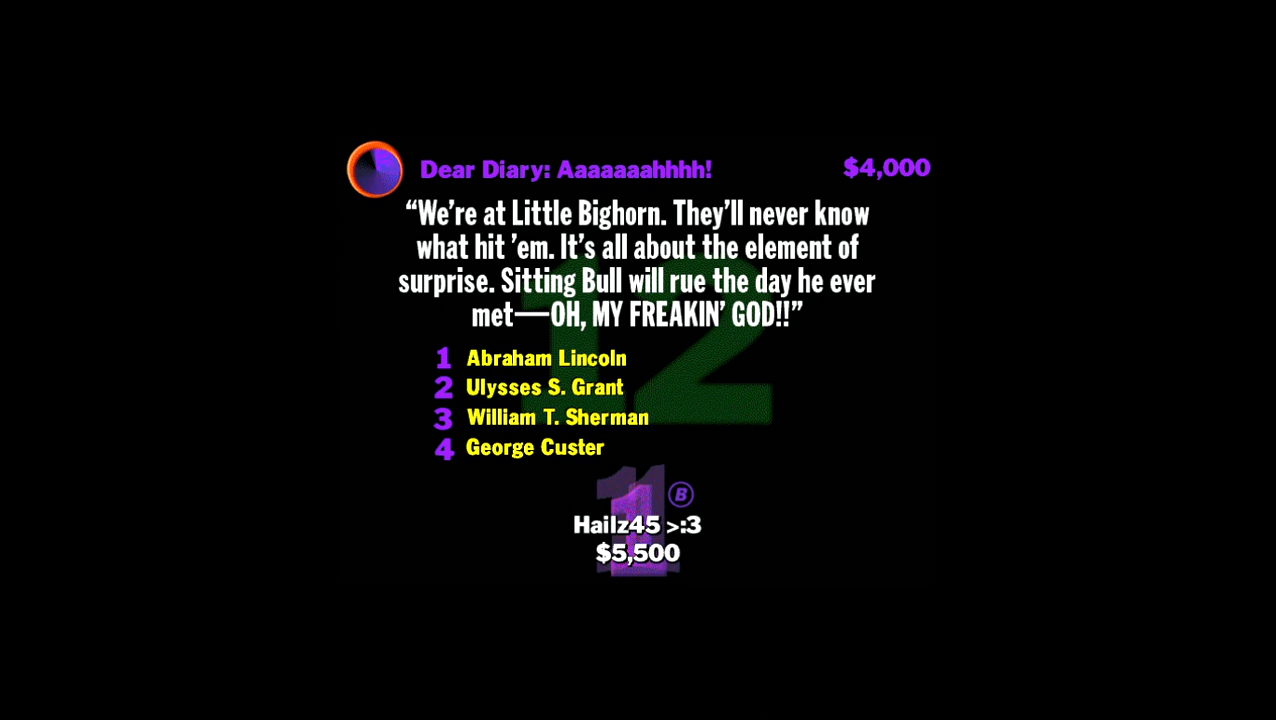 Dear Diary: Aaaaaaahhhh!
$4,000
“We’re at Little Bighorn. They’ll never know
what hit ’em. It’s all about the element of
surprise. Sitting Bull will rue the day he ever
met—OH, MY FREAKIN’ GOD!!”
12
1 Abraham Lincoln
2 Ulysses S. Grant
3 William T. Sherman
4 George Custer
1
B
Hailz45 >:3
$5,500